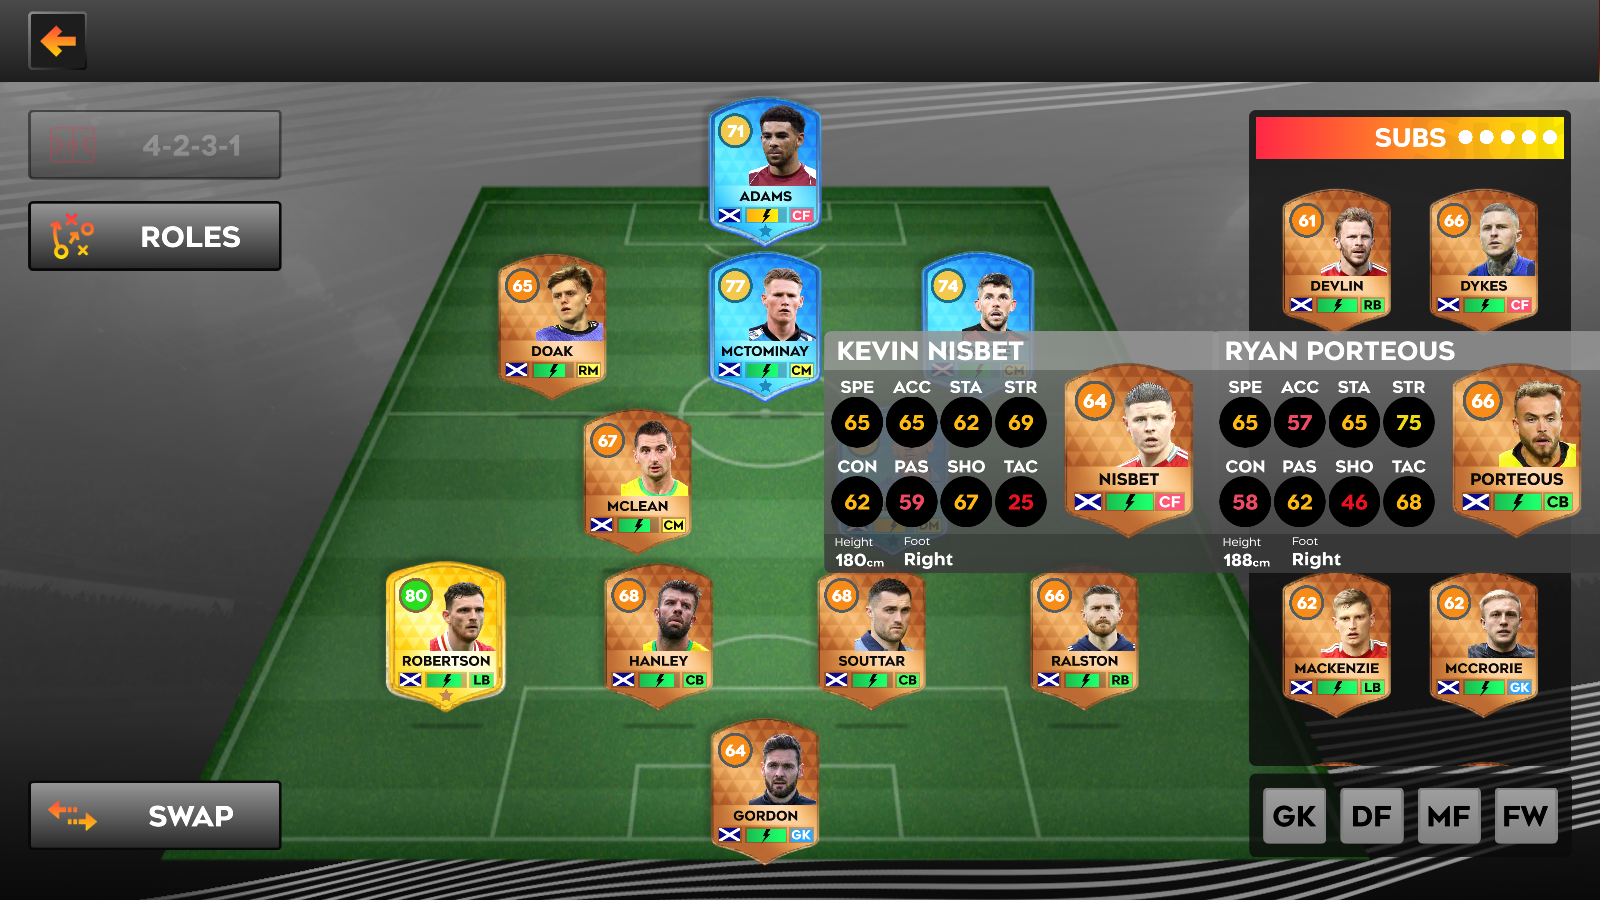 4-2-3-1
ROLES
SWAP
71
ADAMS
CF
65
DOAK
RM
77
MCTOMINAY
CM
74
CM
67
MCLEAN
CM
DM
80
ROBERTSON
LB
68
HANLEY
CB
68
SOUTTAR
CB
66
RALSTON
RB
64
GORDON
GK
SUBS
61
DEVLIN
RB
66
DYKES
CF
KEVIN NISBET
SPE ACC STA STR
65 65 62 69
CON PAS SHO TAC
62 59 67 25
Height Foot
180cm Right
64
NISBET
CF
RYAN PORTEOUS
SPE ACC STA STR
65 57 65 75
CON PAS SHO TAC
58 62 46 68
Height Foot
188cm Right
66
PORTEOUS
CB
62
MACKENZIE
LB
62
MCCRORIE
GK
GK DF MF FW